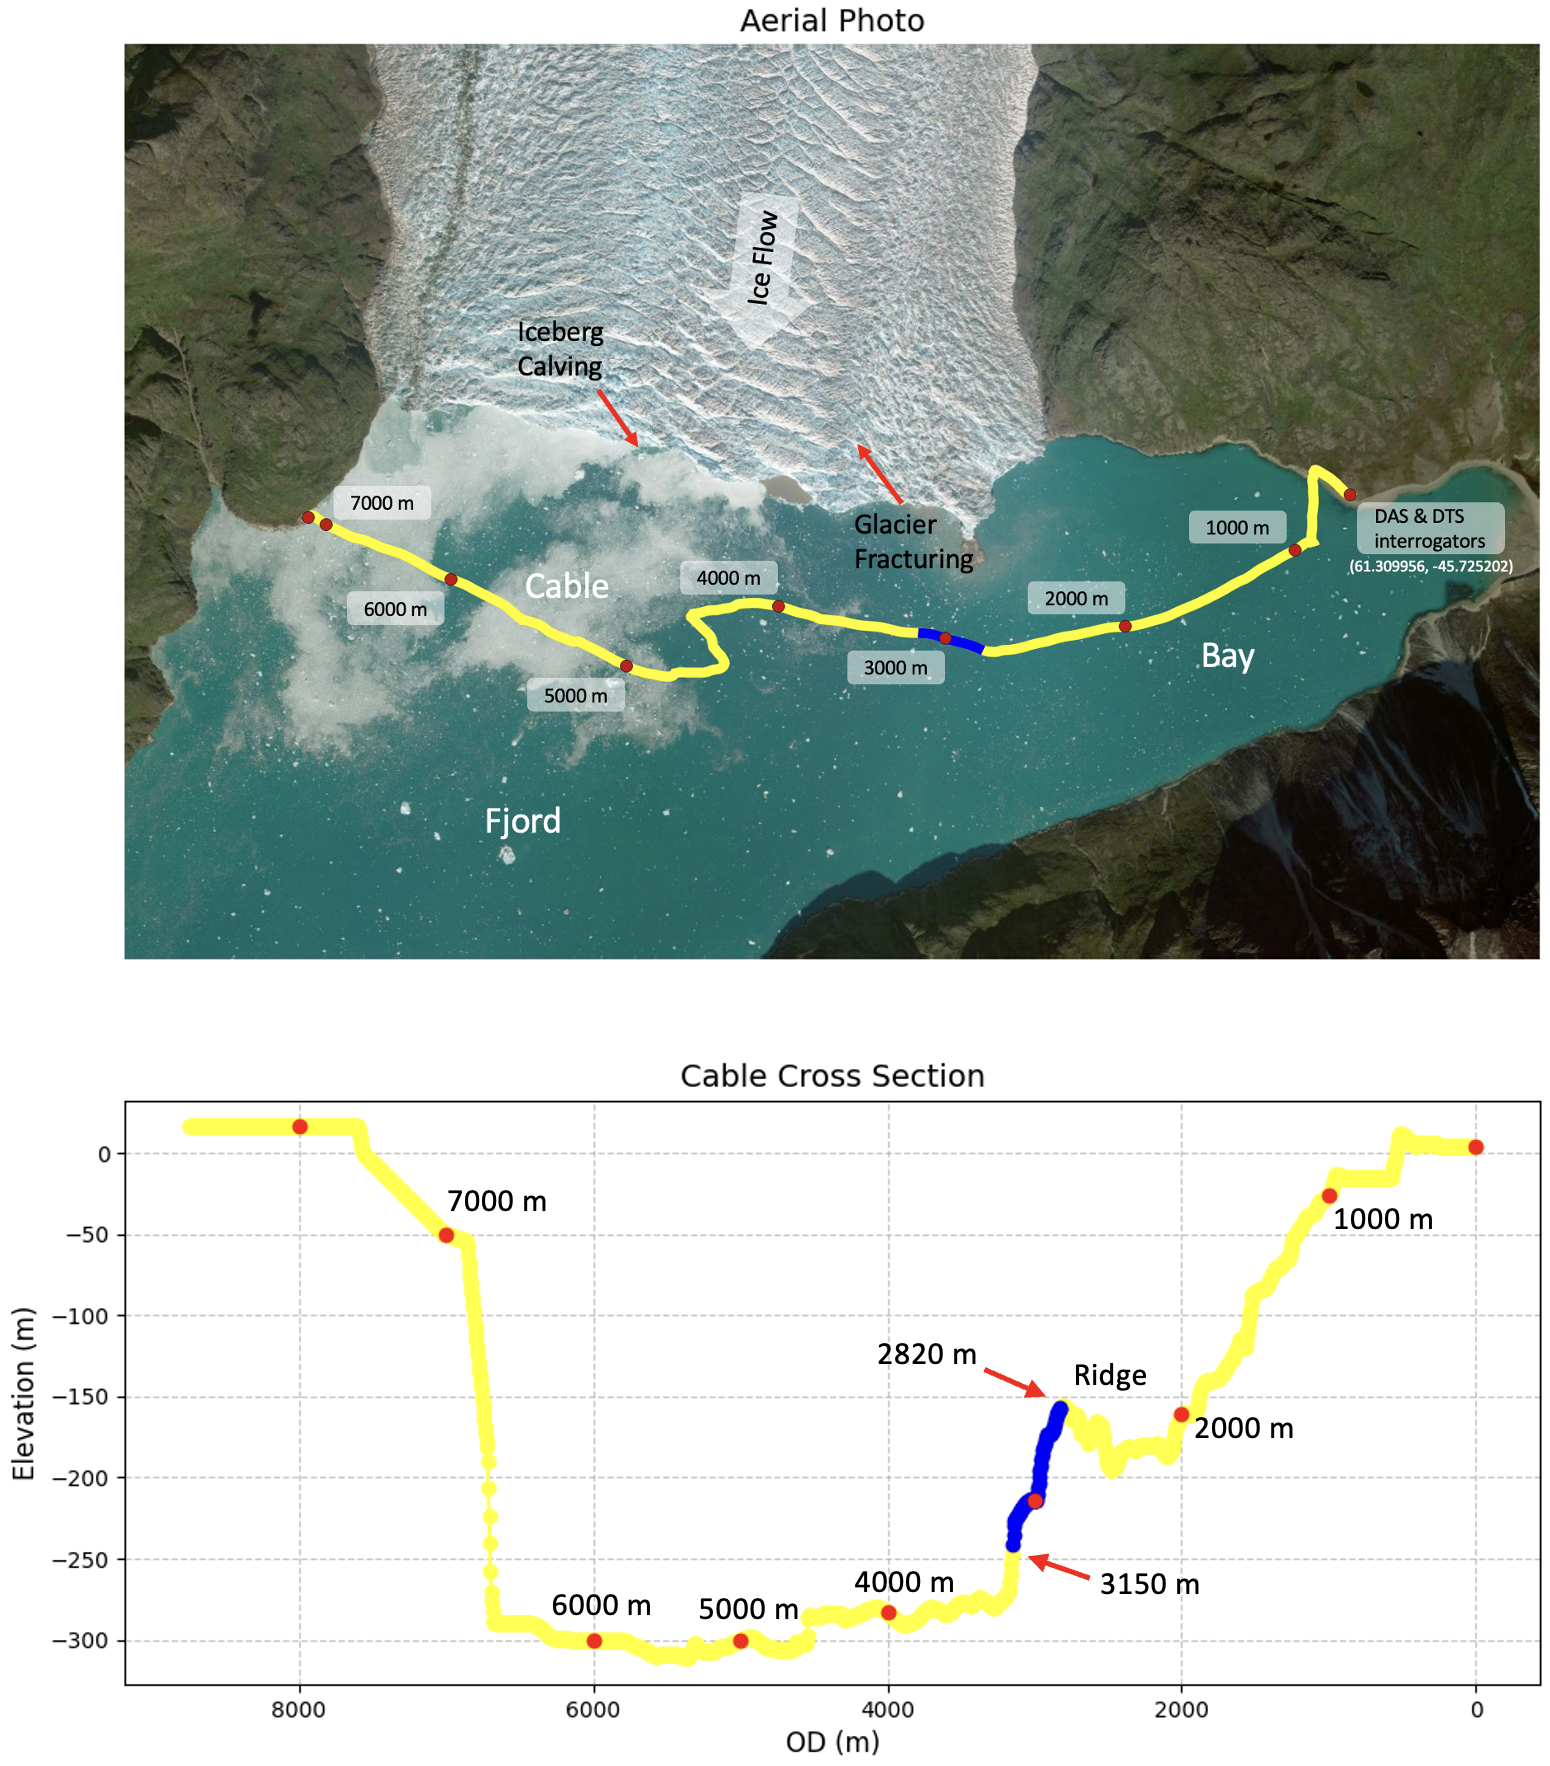 Aerial Photo
Ice Flow
Iceberg
Calving
7000 m
Glacier
Fracturing
1000 m
DAS & DTS
interrogators
(61.309956, -45.725202)
Cable
4000 m
6000 m
2000 m
3000 m
Bay
5000 m
Fjord
Cable Cross Section
Elevation (m)
0
−50
−100
−150
−200
−250
−300
7000 m
1000 m
2820 m
Ridge
2000 m
3150 m
4000 m
6000 m
5000 m
8000
6000
4000
2000
0
OD (m)